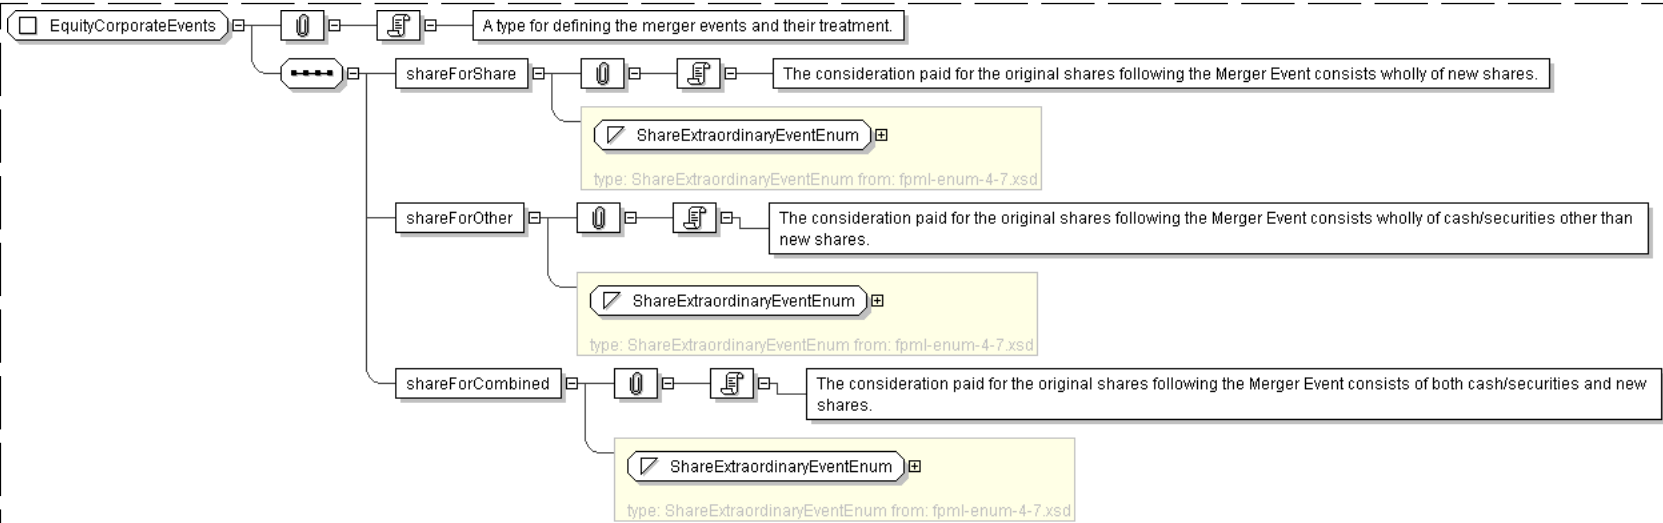 EquityCorporateEvents
A type for defining the merger events and their treatment.
shareForShare
The consideration paid for the original shares following the Merger Event consists wholly of new shares.
ShareExtraordinaryEventEnum
type: ShareExtraordinaryEventEnum from: fpml-enum-4-7.xsd
shareForOther
The consideration paid for the original shares following the Merger Event consists wholly of cash/securities other than
new shares.
ShareExtraordinaryEventEnum
type: ShareExtraordinaryEventEnum from: fpml-enum-4-7.xsd
shareForCombined
The consideration paid for the original shares following the Merger Event consists of both cash/securities and new
shares.
ShareExtraordinaryEventEnum
type: ShareExtraordinaryEventEnum from: fpml-enum-4-7.xsd